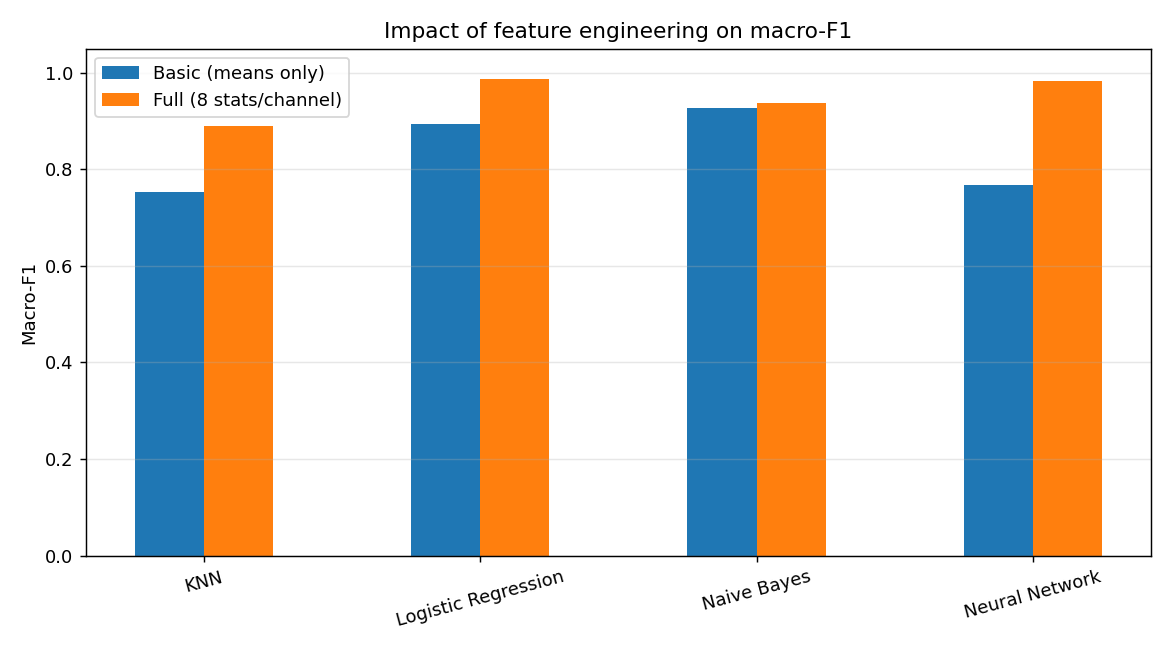 Impact of feature engineering on macro-F1
Basic (means only)
Full (8 stats/channel)
Macro-F1
1.0
0.8
0.6
0.4
0.2
0.0
KNN
Logistic Regression
Naive Bayes
Neural Network